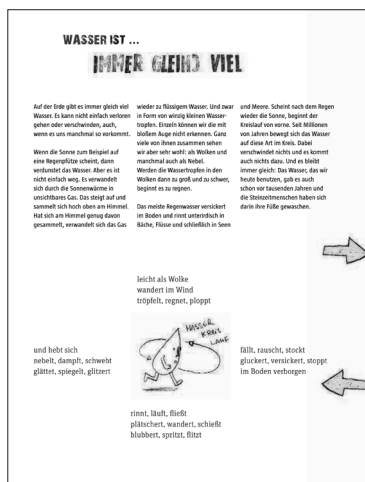 WASSER IST ...
IMMER GLEICH VIEL
Auf der Erde gibt es immer gleich viel
Wasser. Es kann nicht einfach verloren
gehen oder verschwinden, auch,
wenn es uns manchmal so vorkommt.
Wenn die Sonne zum Beispiel auf
eine Regenpfütze scheint, dann
verdunstet das Wasser. Aber es ist
nicht einfach weg. Es verwandelt
sich durch die Sonnenwärme in
unsichtbares Gas. Das steigt auf und
sammelt sich hoch oben am Himmel.
Hat sich am Himmel genug davon
gesammelt, verwandelt sich das Gas
wieder zu flüssigem Wasser. Und zwar
in Form von winzig kleinen Wasser-
tropfen. Einzeln können wir die mit
bloßem Auge nicht erkennen. Ganz
viele von ihnen zusammen sehen
wir aber sehr wohl: als Wolken und
manchmal auch als Nebel.
Werden die Wassertropfen in den
Wolken dann zu groß und zu schwer,
beginnt es zu regnen.
Das meiste Regenwasser versickert
im Boden und rinnt unterirdisch in
Bäche, Flüsse und schließlich in Seen
und Meere. Scheint nach dem Regen
wieder die Sonne, beginnt der
Kreislauf von vorne. Seit Millionen
von Jahren bewegt sich das Wasser
auf diese Art im Kreis. Dabei
verschwindet nichts und es kommt
auch nichts dazu. Und es bleibt
immer gleich: Das Wasser, das wir
heute benutzen, gab es auch
schon vor tausenden Jahren und
die Steinzeitmenschen haben sich
darin ihre Füße gewaschen.
leicht als Wolke
wandert im Wind
tröpfelt, regnet, ploppt
WASSER
KREIS
LAUF
und hebt sich
nebelt, dampft, schwebt
glättet, spiegelt, glitzert
fällt, rauscht, stockt
gluckert, versickert, stoppt
im Boden verborgen
rinnt, läuft, fließt
plätschert, wandert, schießt
blubbert, spritzt, flitzt